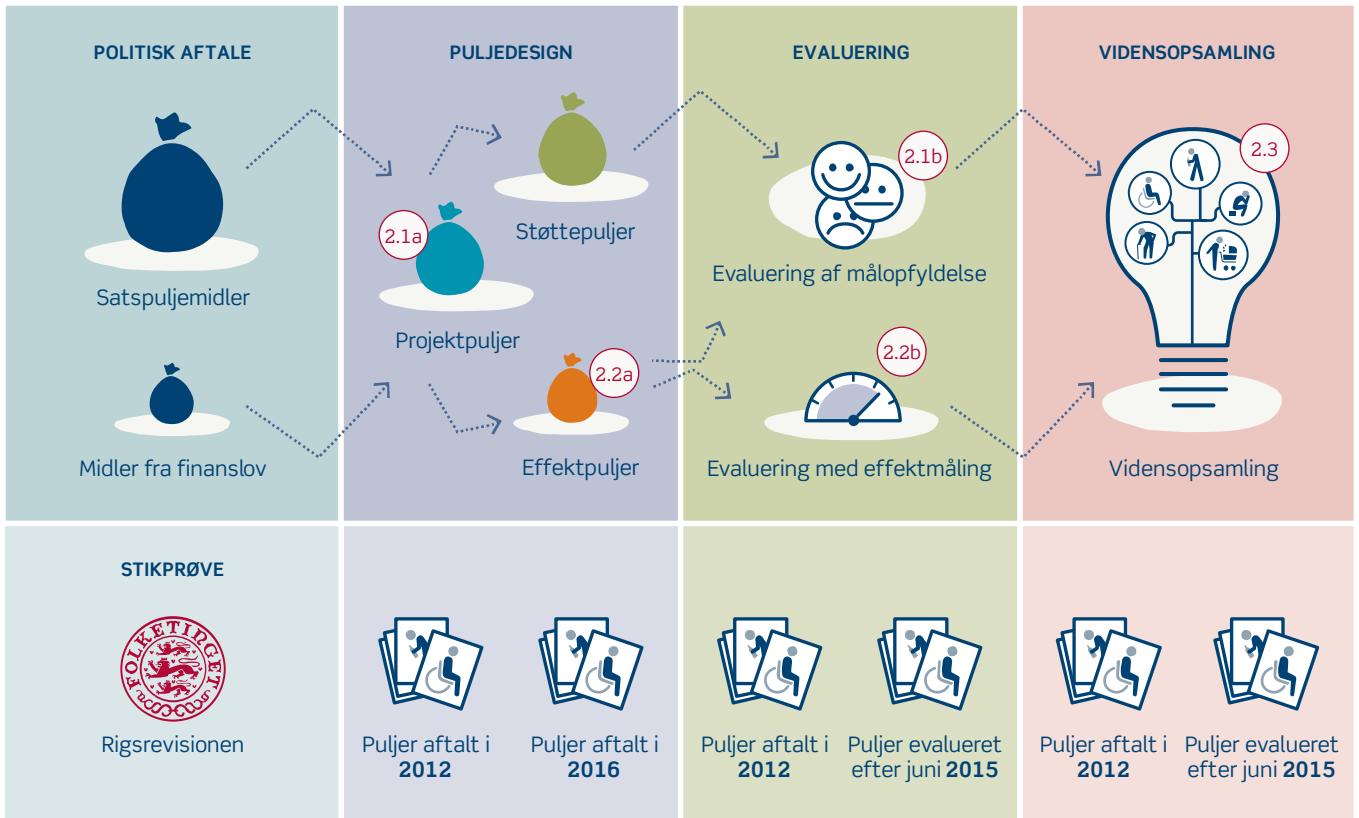 POLITISK AFTALE
Satspuljemidler
Midler fra finanslov
PULJEDESIGN
Støttepuljer
2.1a
Projektpuljer
2.2a
Effektpuljer
EVALUERING
2.1b
Evaluering af målopfyldelse
2.2b
Evaluering med effektmåling
VIDENSOPSAMLING
2.3
Vidensopsamling
STIKPRØVE
FOLKETINGET
Rigsrevisionen
Puljer aftalt i
2012
Puljer aftalt i
2016
Puljer aftalt i
2012
Puljer evalueret
efter juni 2015
Puljer aftalt i
2012
Puljer evalueret
efter juni 2015